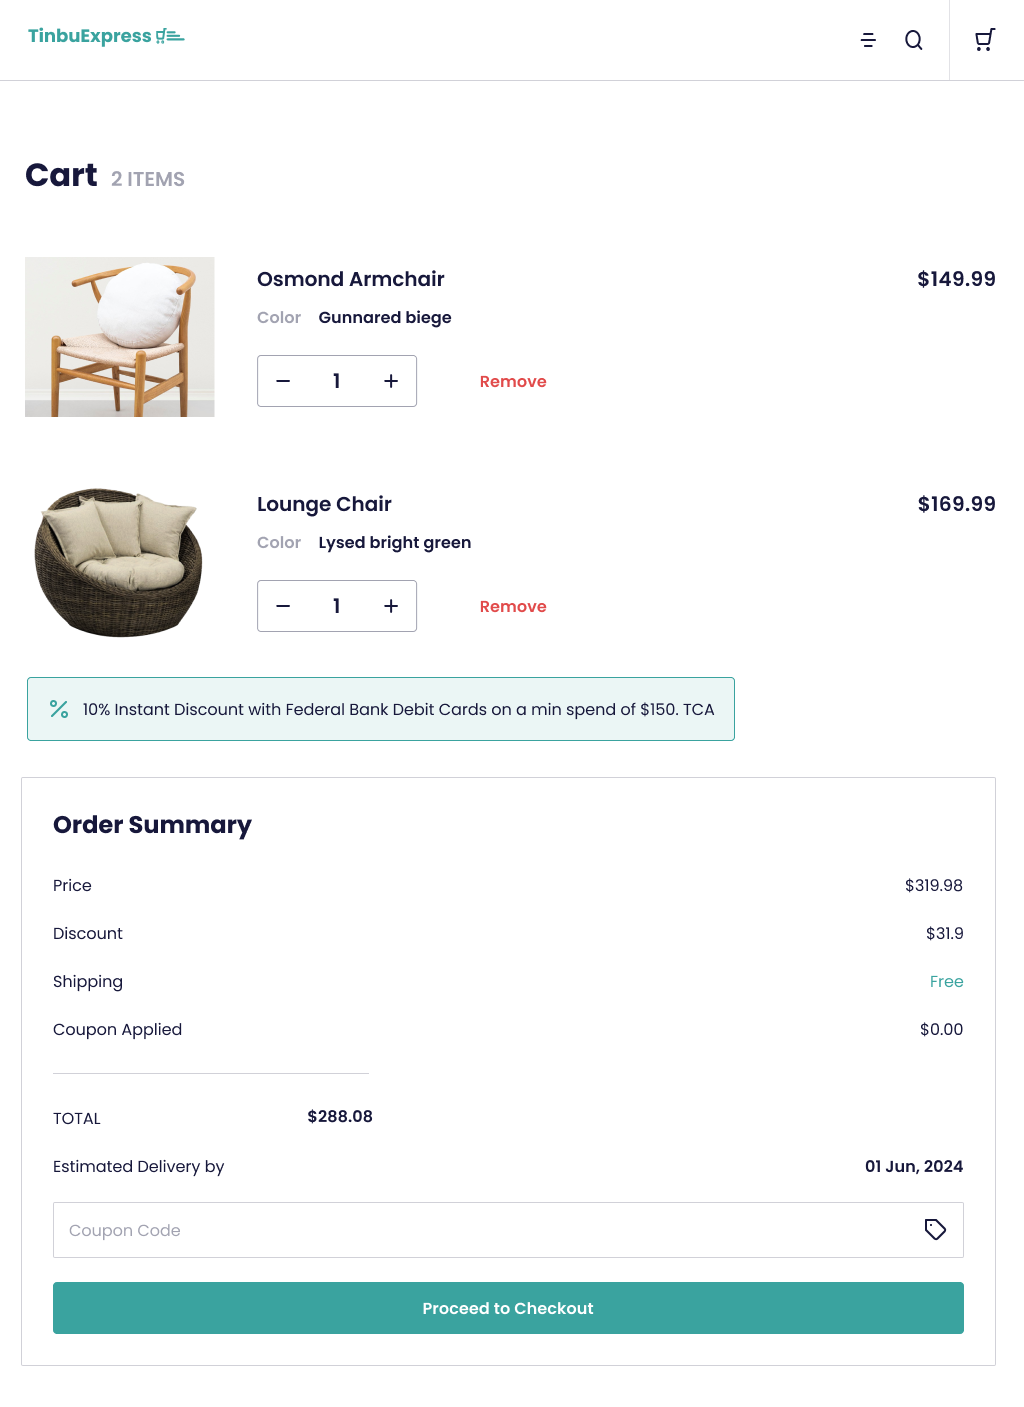 TinbuExpress
Cart 2 ITEMS
Osmond Armchair $149.99
Color Gunnared biege
− 1 + Remove
Lounge Chair $169.99
Color Lysed bright green
− 1 + Remove
% 10% Instant Discount with Federal Bank Debit Cards on a min spend of $150. TCA
Order Summary
Price $319.98
Discount $31.9
Shipping Free
Coupon Applied $0.00
TOTAL $288.08
Estimated Delivery by 01 Jun, 2024
Coupon Code
Proceed to Checkout